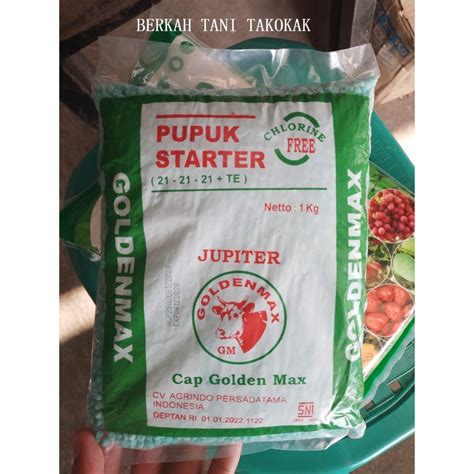 BERKAH TANI TAKOKAK
PUPUK
STARTER
( 21 - 21 - 21 + TE )
CHLORINE
FREE
Netto : 1 Kg
GOLDENMAX
GOLDENMAX
JUPITER
GOLDENMAX
GM
Cap Golden Max
CV. AGRINDO PERSADATAMA
INDONESIA
DEPTAN RI. 01.01.2022.1122
SNI